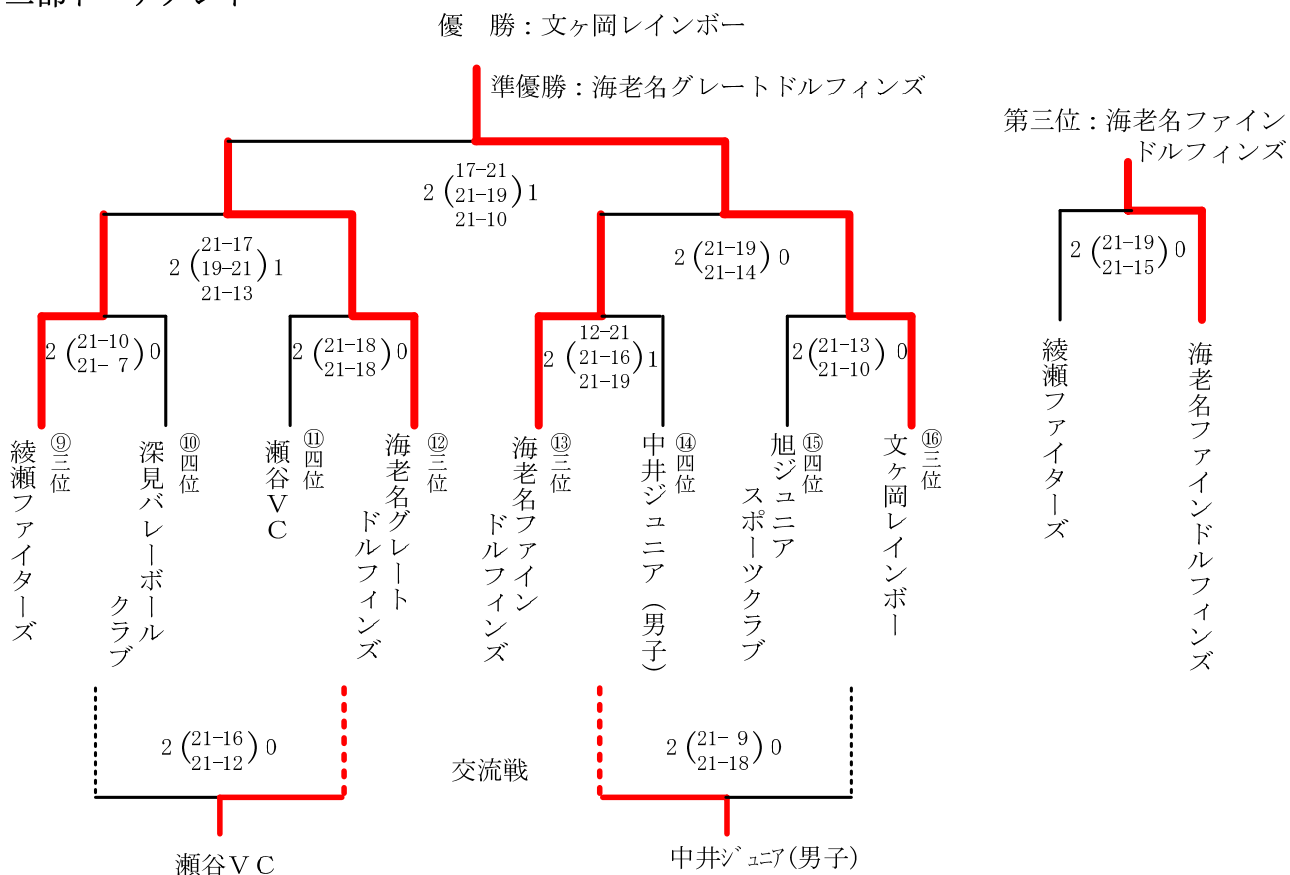 優　勝：文ヶ岡レインボー
準優勝：海老名グレートドルフィンズ
第三位：海老名ファイン
ドルフィンズ
2 (17-21
21-19
21-10) 1
2 (21-17
19-21
21-13) 1
2 (21-19
21-14) 0
2 (21-19
21-15) 0
2 (21-10
21- 7) 0
2 (21-18
21-18) 0
2 (12-21
21-16
21-19) 1
2 (21-13
21-10) 0
⑨三位
綾瀬ファイターズ
⑩四位
深見バレーボール
クラブ
⑪四位
瀬谷ＶＣ
⑫三位
海老名グレート
ドルフィンズ
⑬三位
海老名ファイン
ドルフィンズ
⑭四位
中井ジュニア（男子）
⑮四位
旭ジュニア
スポーツクラブ
⑯三位
文ヶ岡レインボー
綾瀬ファイターズ
海老名ファインドルフィンズ
2 (21-16
21-12) 0
交流戦
2 (21- 9
21-18) 0
瀬谷ＶＣ
中井ｼﾞｭﾆｱ(男子)